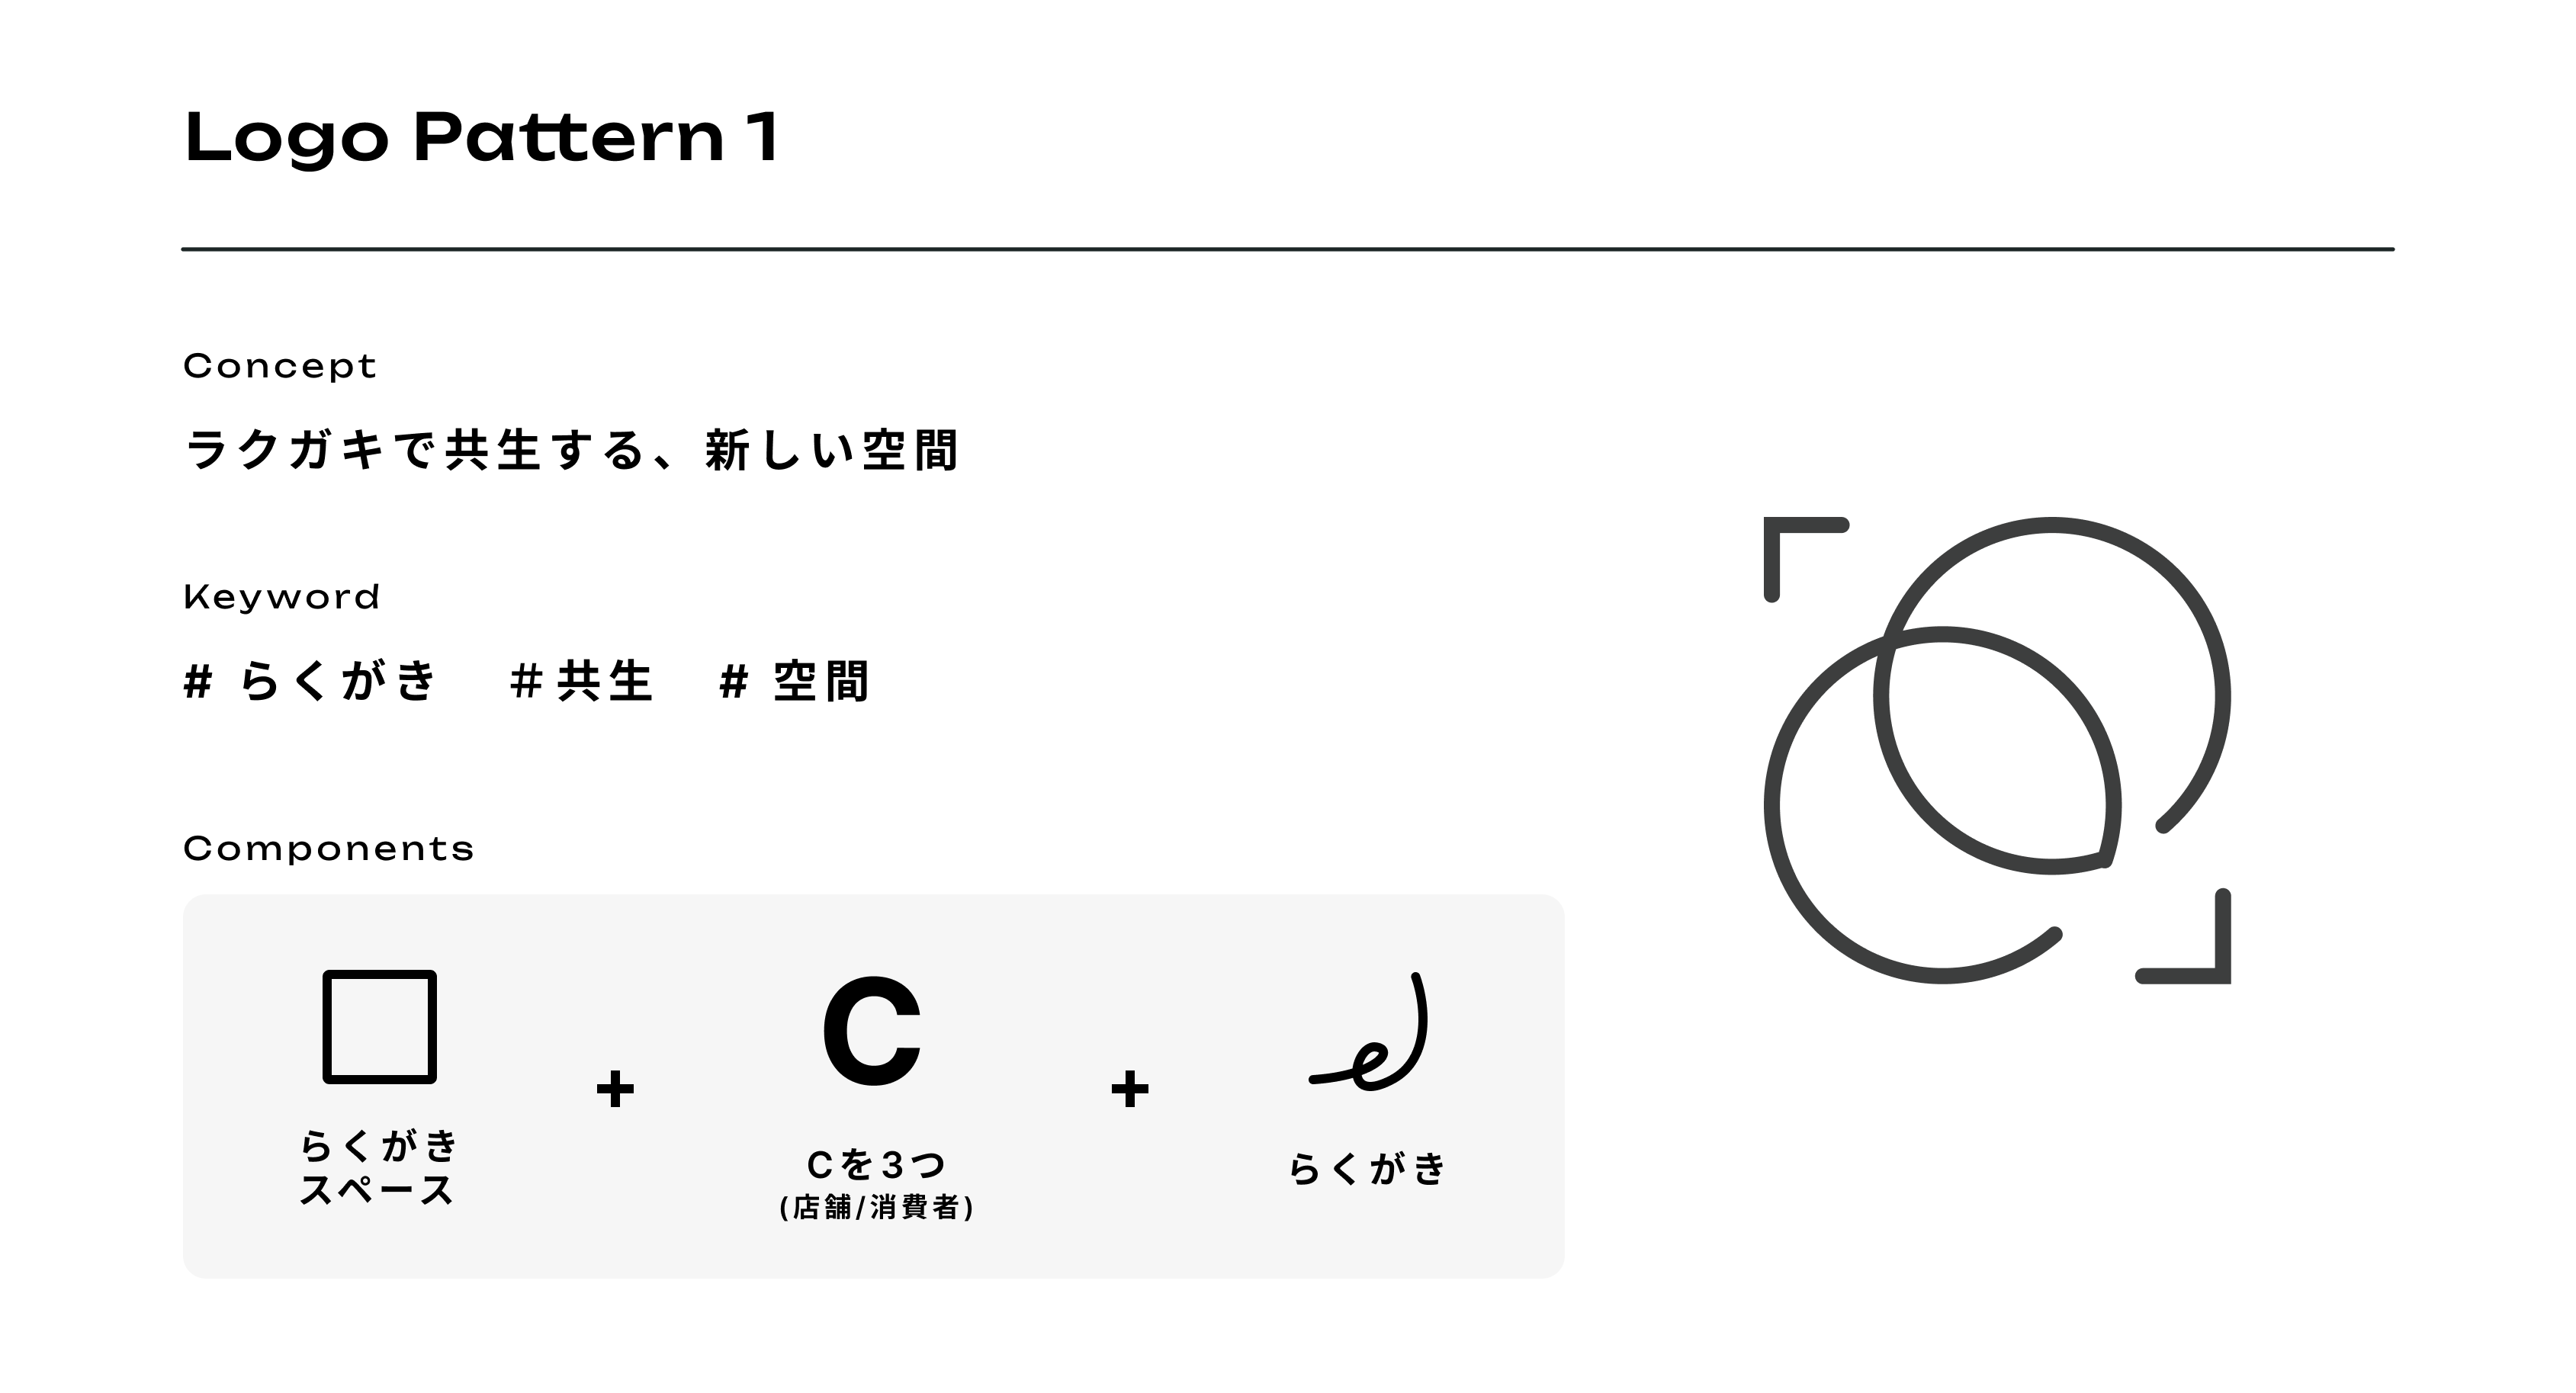 Logo Pattern 1
Concept
ラクガキで共生する、新しい空間
Keyword
# らくがき　#共生　# 空間
Components
C
+
+
らくがき
スペース
Cを3つ
(店舗/消費者)
らくがき